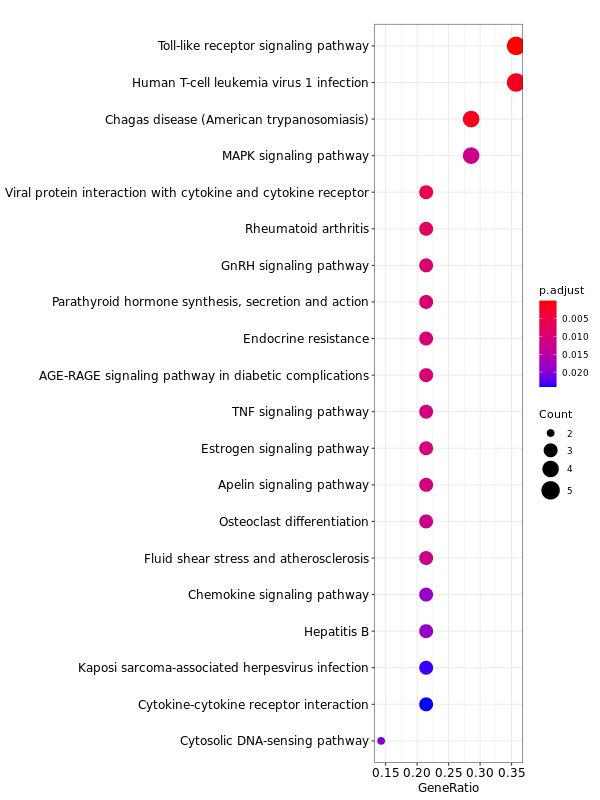 Toll-like receptor signaling pathway
Human T-cell leukemia virus 1 infection
Chagas disease (American trypanosomiasis)
MAPK signaling pathway
Viral protein interaction with cytokine and cytokine receptor
Rheumatoid arthritis
GnRH signaling pathway
Parathyroid hormone synthesis, secretion and action
Endocrine resistance
AGE-RAGE signaling pathway in diabetic complications
TNF signaling pathway
Estrogen signaling pathway
Apelin signaling pathway
Osteoclast differentiation
Fluid shear stress and atherosclerosis
Chemokine signaling pathway
Hepatitis B
Kaposi sarcoma-associated herpesvirus infection
Cytokine-cytokine receptor interaction
Cytosolic DNA-sensing pathway
0.15 0.20 0.25 0.30 0.35
GeneRatio
p.adjust
0.005
0.010
0.015
0.020
Count
2
3
4
5